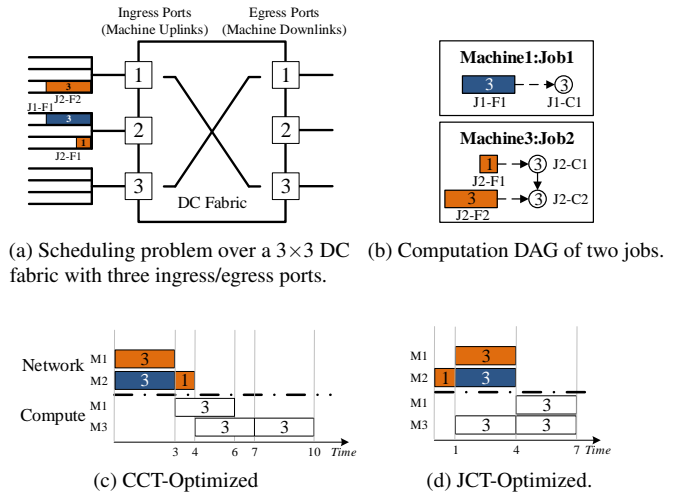 Ingress Ports
(Machine Uplinks)
Egress Ports
(Machine Downlinks)
1
2
3
1
2
3
DC Fabric
3
J2-F2
J1-F1
3
1
J2-F1
Machine1:Job1
3
3
J1-F1
J1-C1
Machine3:Job2
1
3
J2-C1
J2-F1
3
3
J2-C2
J2-F2
(a) Scheduling problem over a 3×3 DC
fabric with three ingress/egress ports.
(b) Computation DAG of two jobs.
Network
Compute
M1
3
M2
3
1
M1
3
M3
3
3
3 4 6 7 10 Time
(c) CCT-Optimized
M1
3
M2
1
3
M1
3
M3
3
3
1 4 7 Time
(d) JCT-Optimized.